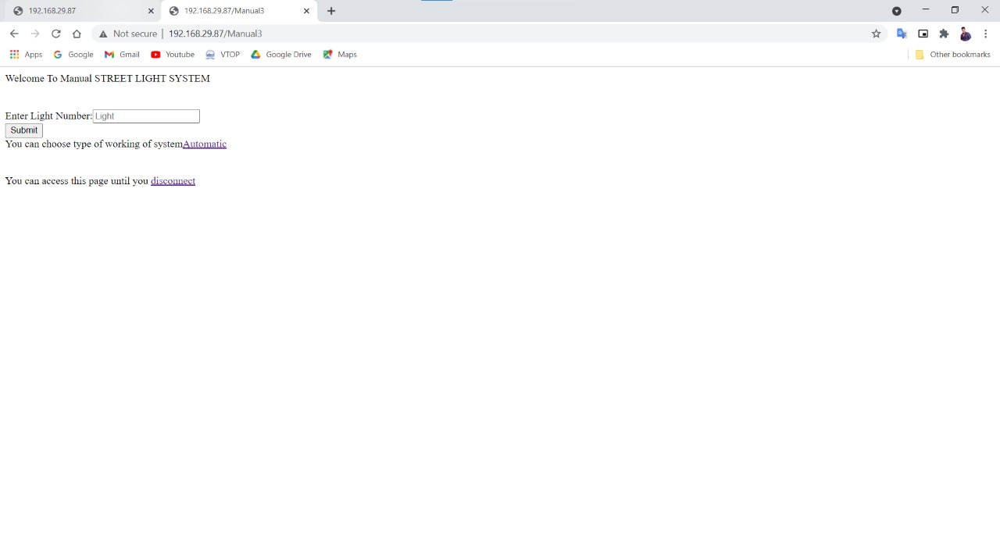 192.168.29.87
192.168.29.87/Manual3
Not secure | 192.168.29.87/Manual3
Apps Google Gmail Youtube VTOP Google Drive Maps Other bookmarks
Welcome To Manual STREET LIGHT SYSTEM
Enter Light Number: Light
Submit
You can choose type of working of systemAutomatic
You can access this page until you disconnect